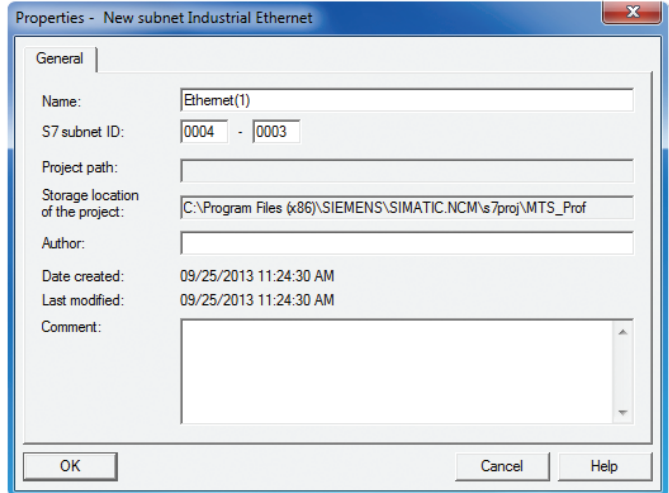 Properties - New subnet Industrial Ethernet
General
Name: Ethernet(1)
S7 subnet ID: 0004 - 0003
Project path:
Storage location
of the project: C:\Program Files (x86)\SIEMENS\SIMATIC.NCM\s7proj\MTS_Prof
Author:
Date created: 09/25/2013 11:24:30 AM
Last modified: 09/25/2013 11:24:30 AM
Comment:
OK Cancel Help